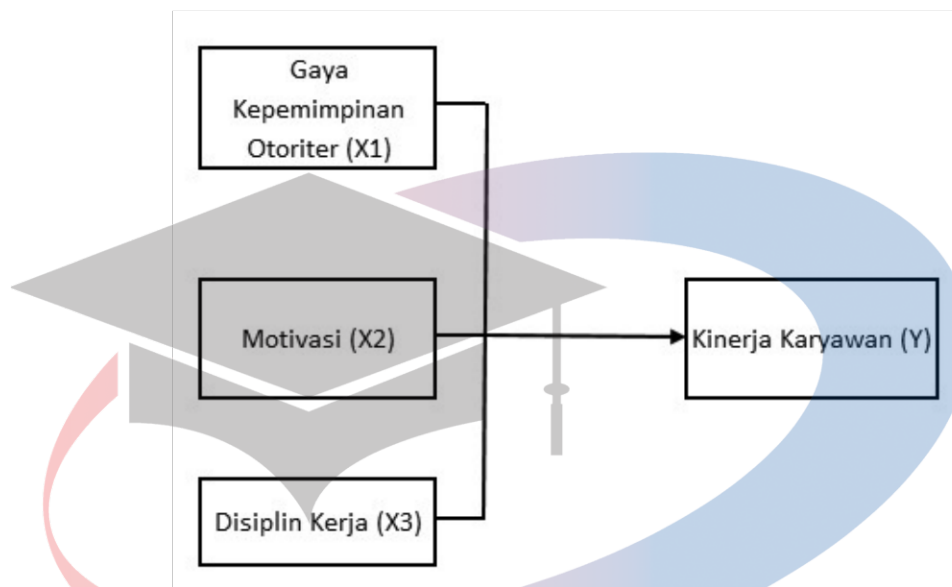 Gaya
Kepemimpinan
Otoriter (X1)
Motivasi (X2)
Kinerja Karyawan (Y)
Disiplin Kerja (X3)